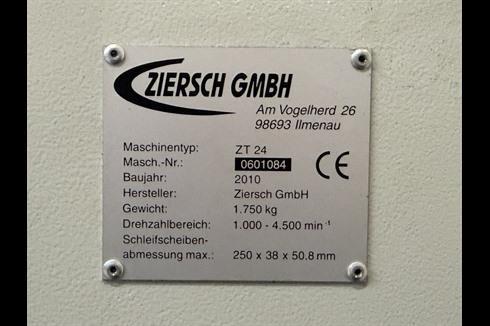 ZIERSCH GMBH
Am Vogelherd 26
98693 Ilmenau
Maschinentyp: ZT 24
Masch.-Nr.: 0601084
Baujahr: 2010
Hersteller: Ziersch GmbH
Gewicht: 1.750 kg
Drehzahlbereich: 1.000 - 4.500 min⁻¹
Schleifscheiben-
abmessung max.: 250 x 38 x 50.8 mm
CE